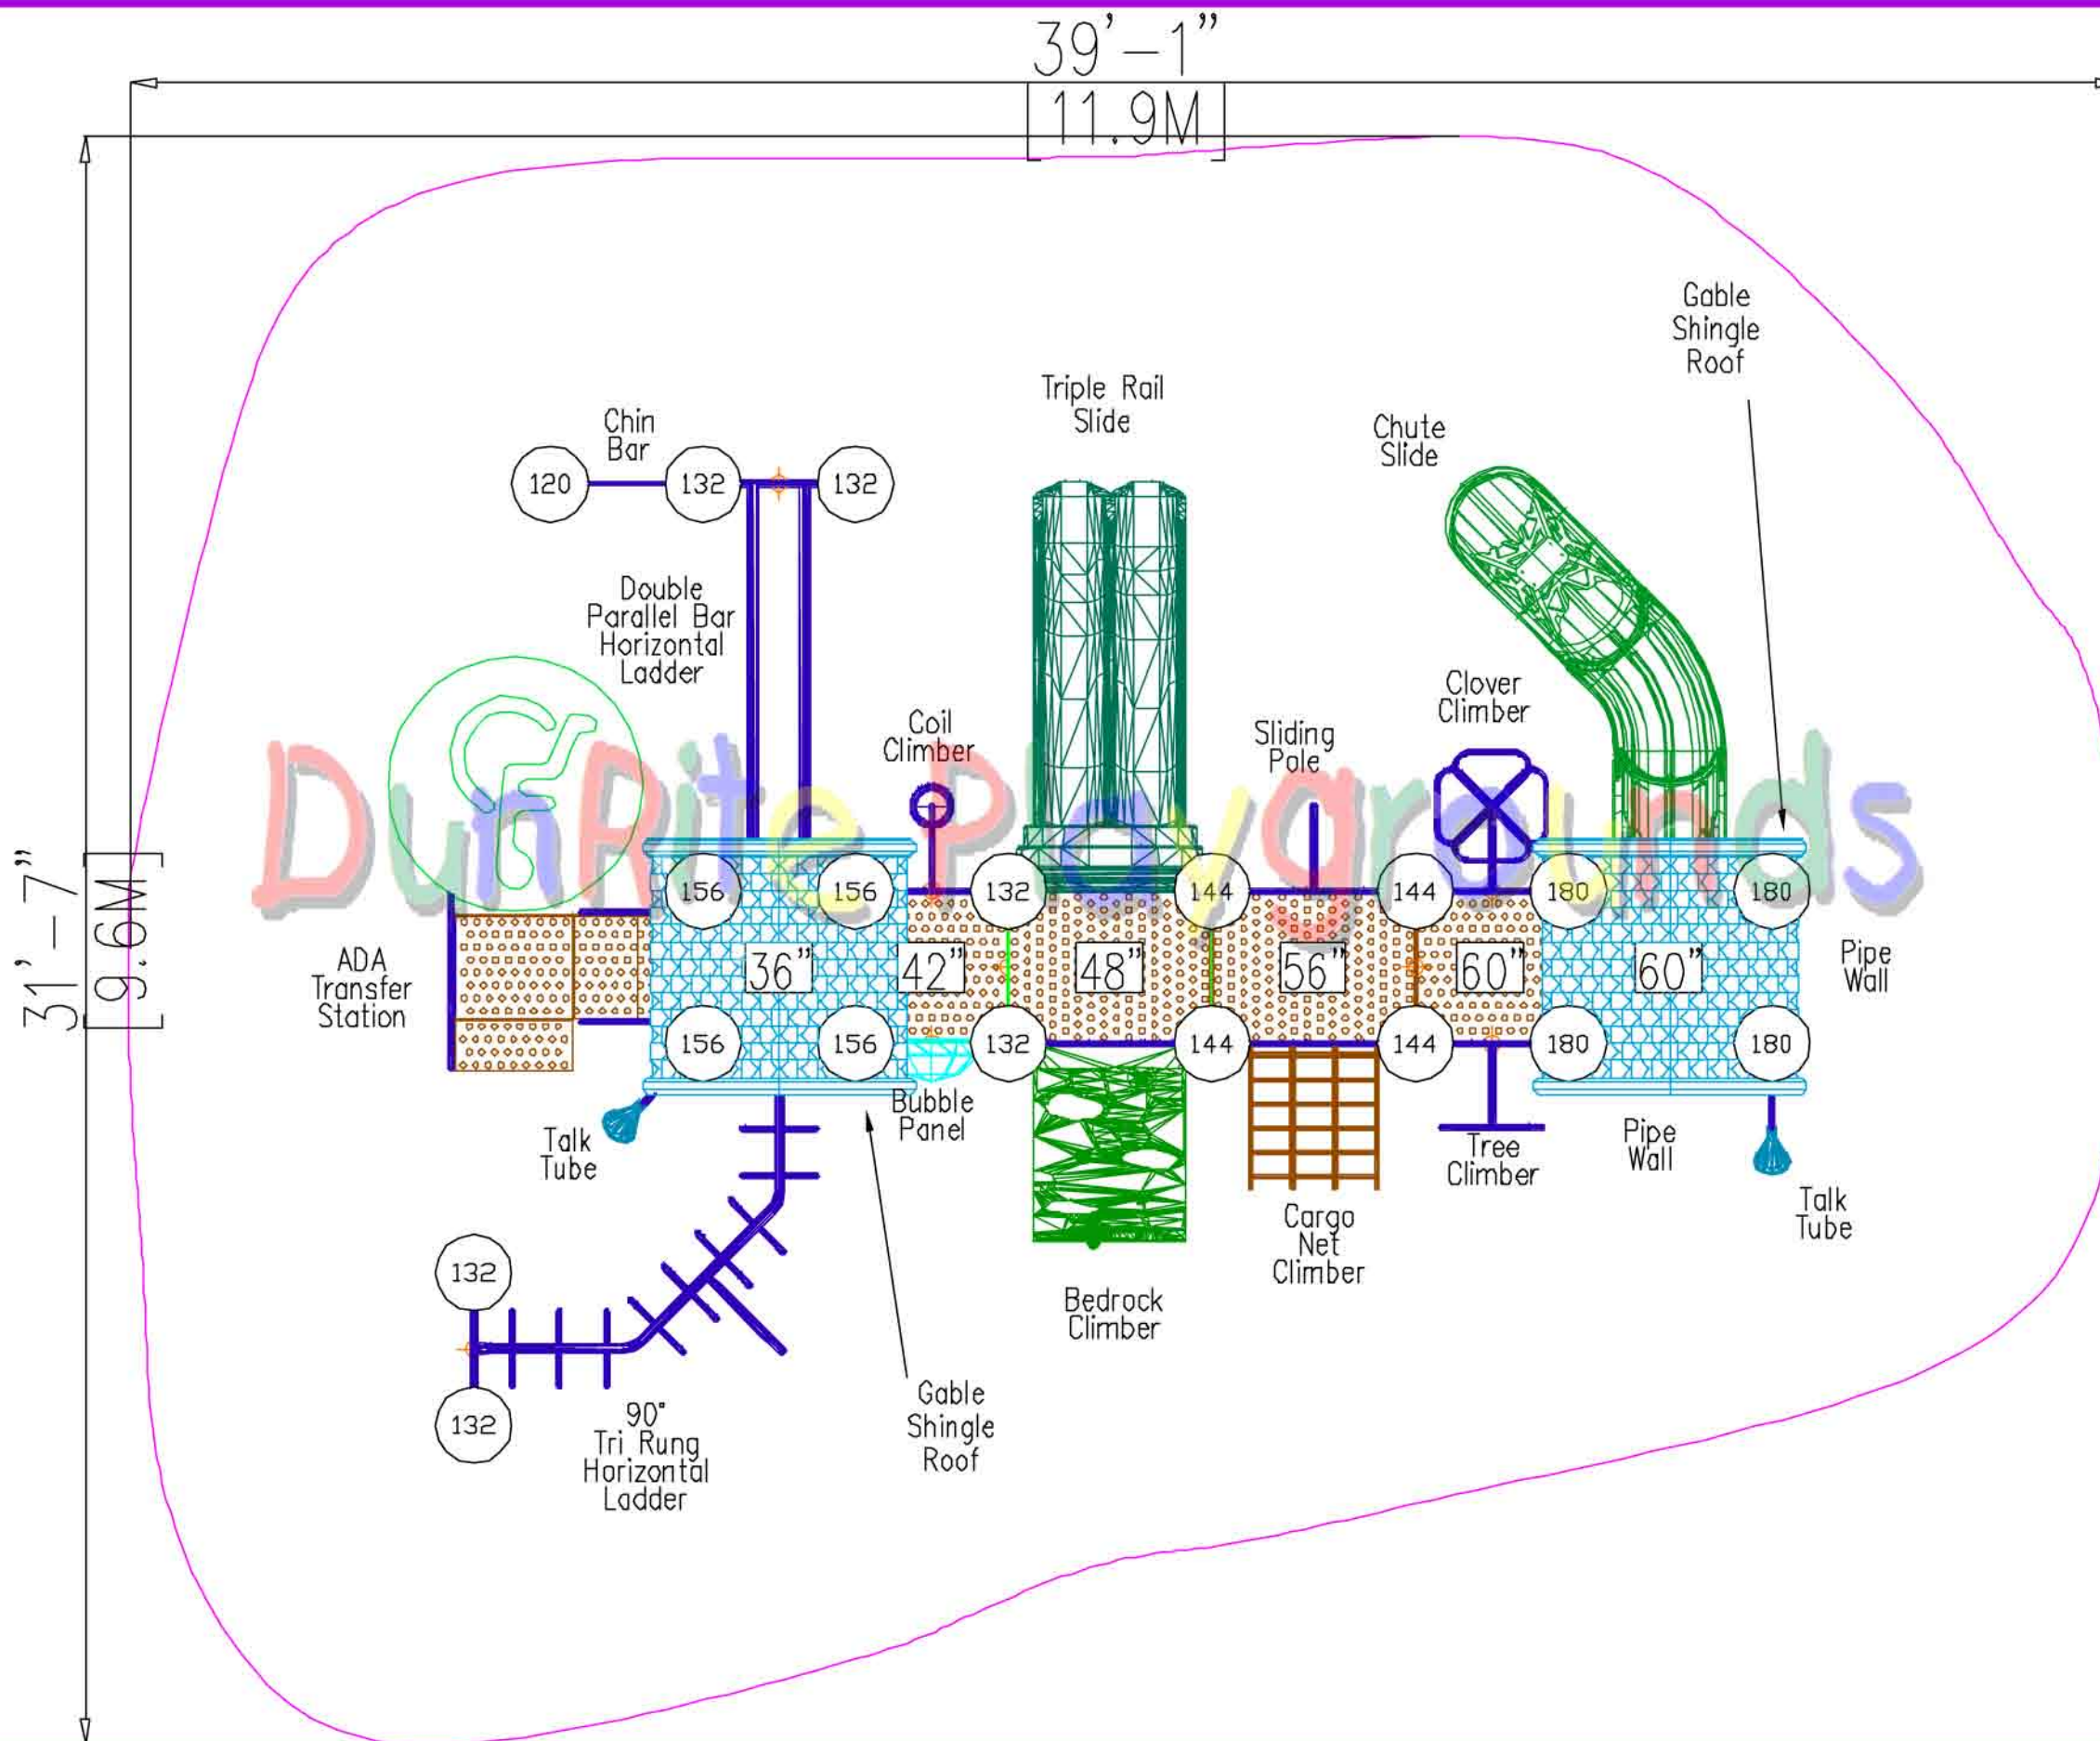 39'-1"
[11.9M]
31'-7"
[9.6M]
Gable
Shingle
Roof
Triple Rail
Slide
Chin
Bar
Chute
Slide
120
132
132
Double
Parallel Bar
Horizontal
Ladder
Clover
Climber
Coil
Climber
Sliding
Pole
DunRite Playgrounds
156
156
132
144
144
180
180
ADA
Transfer
Station
36"
42"
48"
56"
60"
60"
Pipe
Wall
156
156
132
144
144
180
180
Bubble
Panel
Talk
Tube
Tree
Climber
Pipe
Wall
Talk
Tube
Cargo
Net
Climber
132
Bedrock
Climber
132
90°
Tri Rung
Horizontal
Ladder
Gable
Shingle
Roof